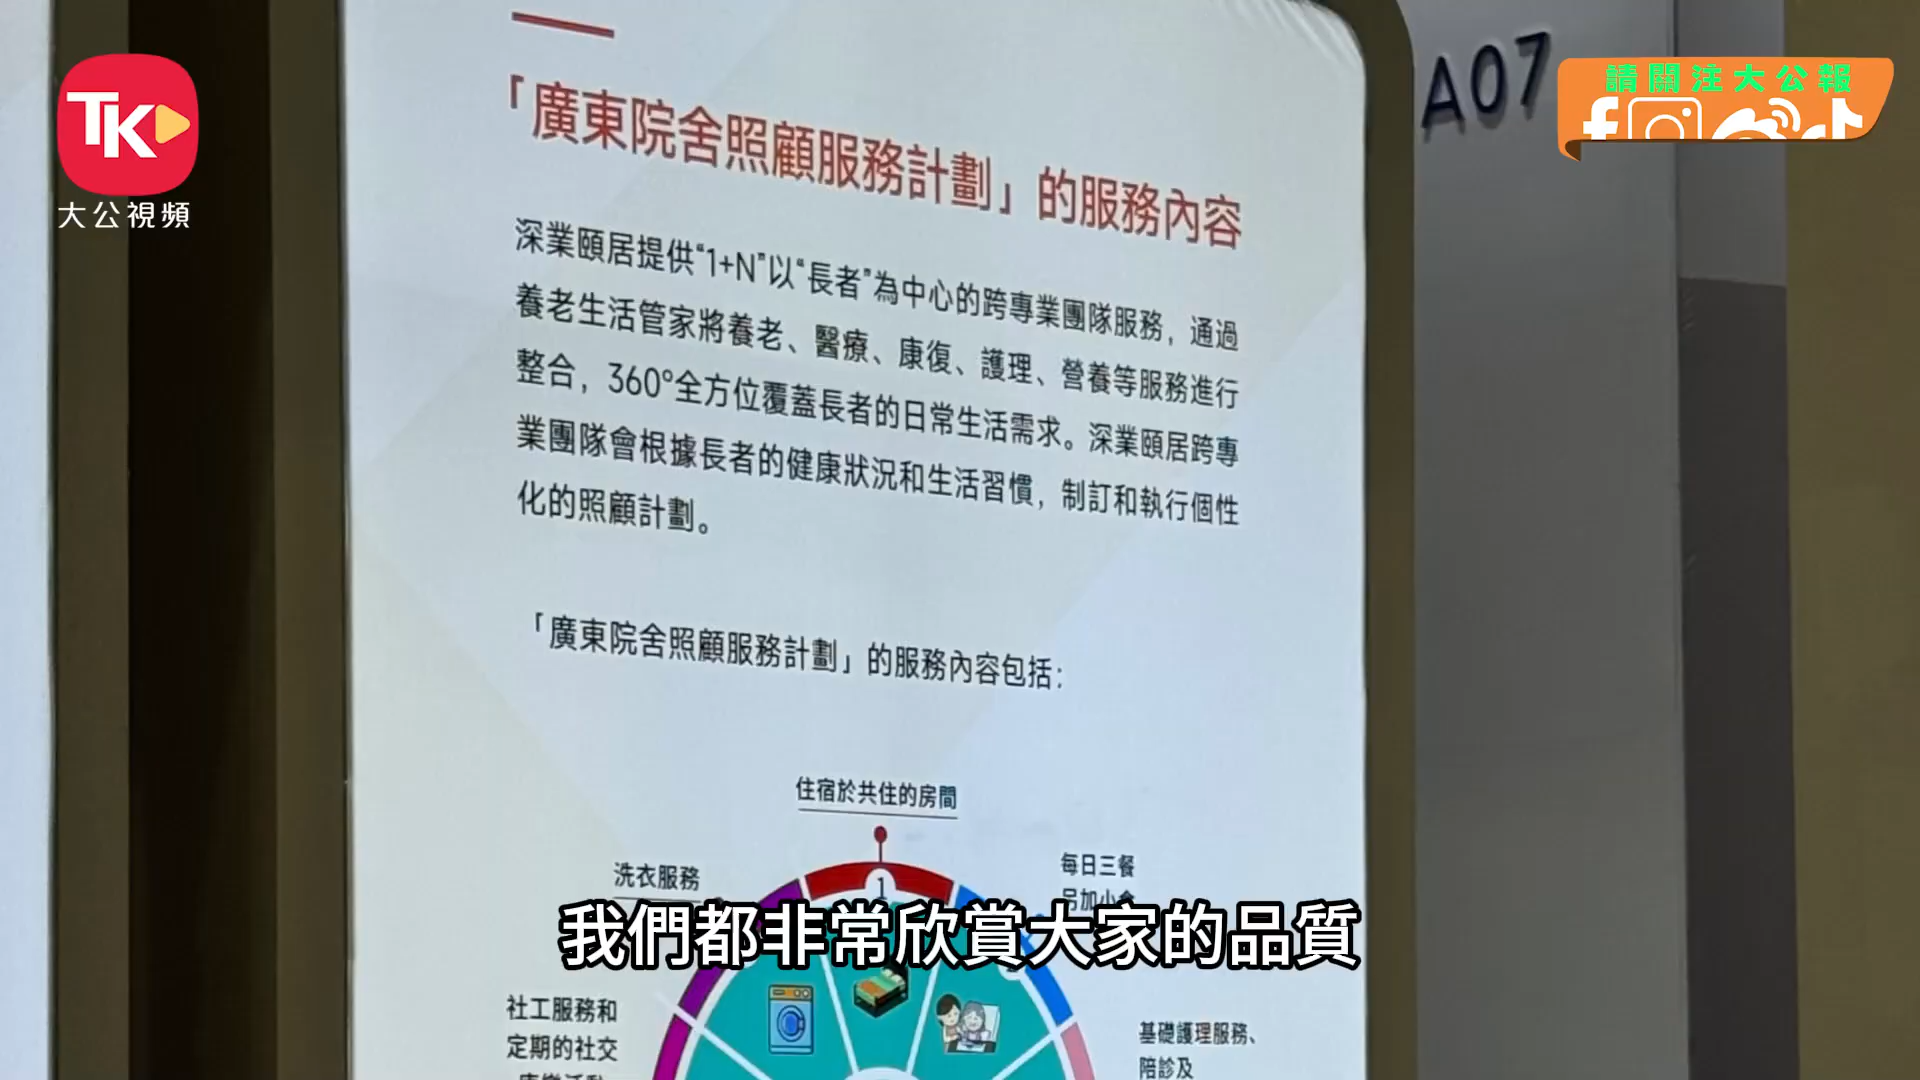 TK
大公視頻
請關注大公報
A07
「廣東院舍照顧服務計劃」的服務內容
深業頤居提供“1+N”以“長者”為中心的跨專業團隊服務，通過
養老生活管家將養老、醫療、康復、護理、營養等服務進行
整合，360°全方位覆蓋長者的日常生活需求。深業頤居跨專
業團隊會根據長者的健康狀況和生活習慣，制訂和執行個性
化的照顧計劃。
「廣東院舍照顧服務計劃」的服務內容包括：
住宿於共住的房間
洗衣服務
每日三餐
1
我們都非常欣賞大家的品質
社工服務和
定期的社交
基礎護理服務、
陪診及